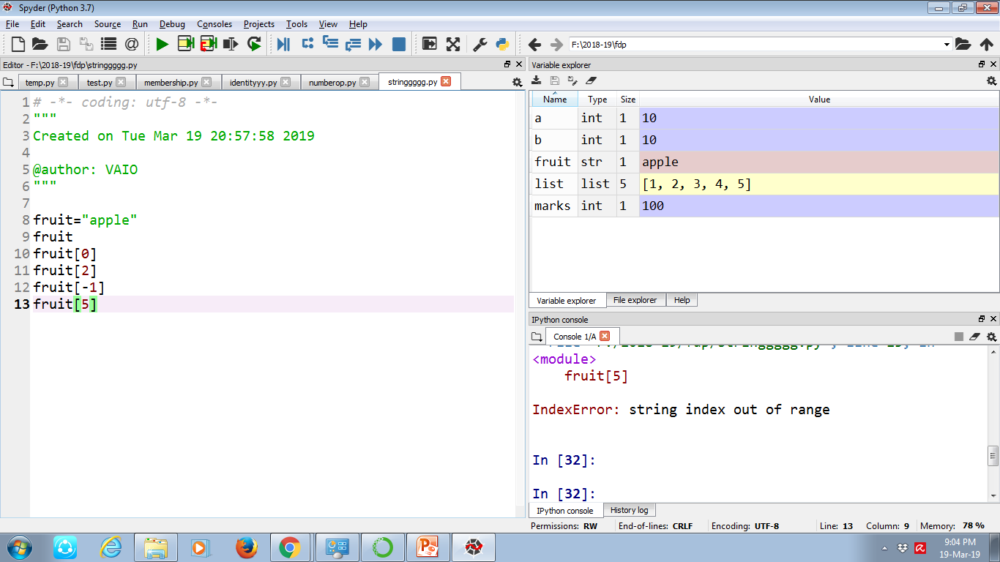 Spyder (Python 3.7)
File Edit Search Source Run Debug Consoles Projects Tools View Help
F:\2018-19\fdp
Editor - F:\2018-19\fdp\stringgggg.py
temp.py test.py membership.py identityyy.py numberop.py stringgggg.py
1 # -*- coding: utf-8 -*-
2 """
3 Created on Tue Mar 19 20:57:58 2019
4
5 @author: VAIO
6 """
7
8 fruit="apple"
9 fruit
10 fruit[0]
11 fruit[2]
12 fruit[-1]
13 fruit[5]
Variable explorer
Name Type Size Value
a int 1 10
b int 1 10
fruit str 1 apple
list list 5 [1, 2, 3, 4, 5]
marks int 1 100
Variable explorer File explorer Help
IPython console
Console 1/A
<module>
fruit[5]
IndexError: string index out of range
In [32]:
In [32]:
IPython console History log
Permissions: RW End-of-lines: CRLF Encoding: UTF-8 Line: 13 Column: 9 Memory: 78 %
9:04 PM
19-Mar-19